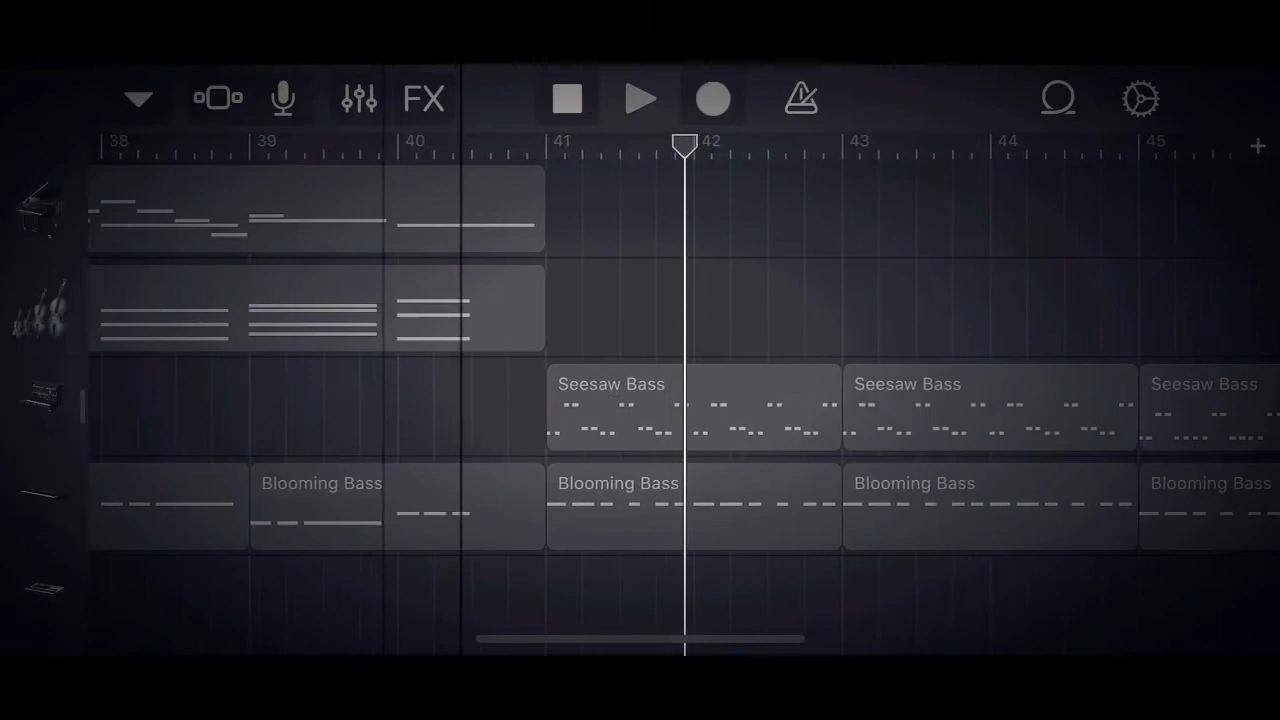 FX
38 39 40 41 42 43 44 45
Seesaw Bass Seesaw Bass Seesaw Bass
Blooming Bass Blooming Bass Blooming Bass Blooming Bass